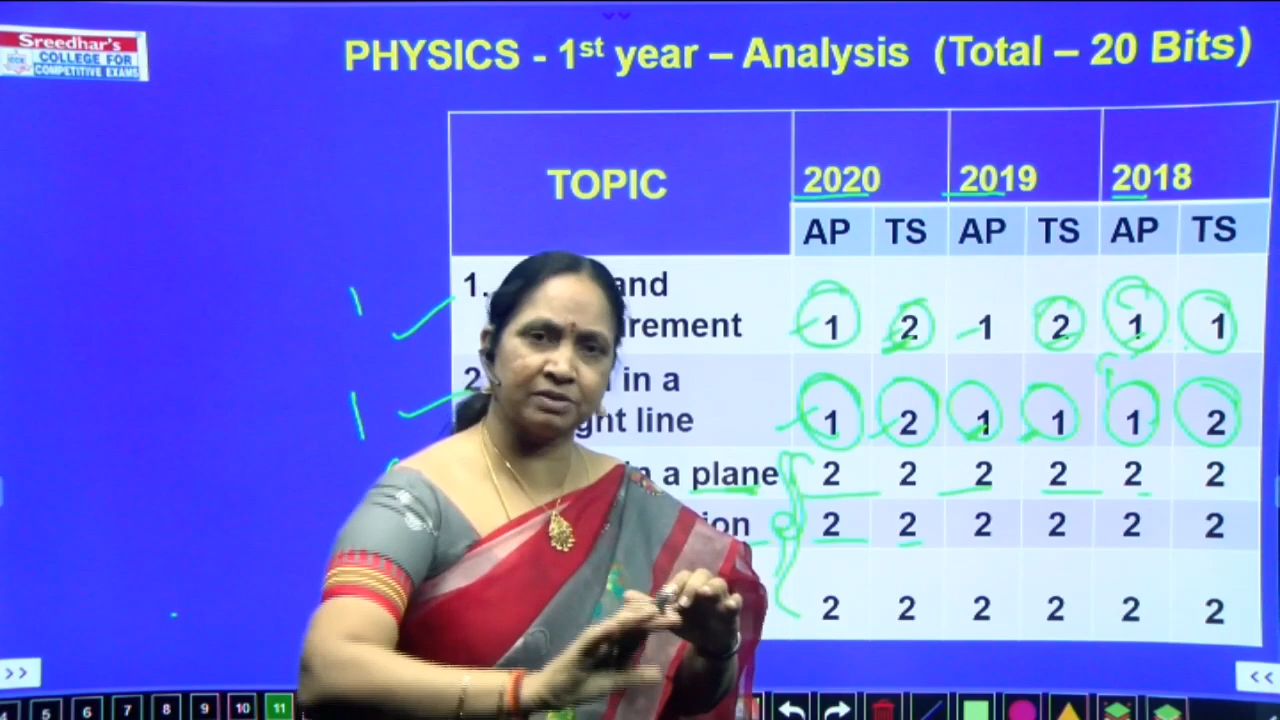 Sreedhar's
CCE
COLLEGE FOR
COMPETITIVE EXAMS
PHYSICS - 1st year – Analysis (Total – 20 Bits)
TOPIC 2020 2019 2018
AP TS AP TS AP TS
1. and
urement 1 2 1 2 1 1
2. in a
ght line 1 2 1 1 1 2
in a plane 2 2 2 2 2 2
ion 2 2 2 2 2 2
2 2 2 2 2 2
>> <<
5 6 7 8 9 10 11